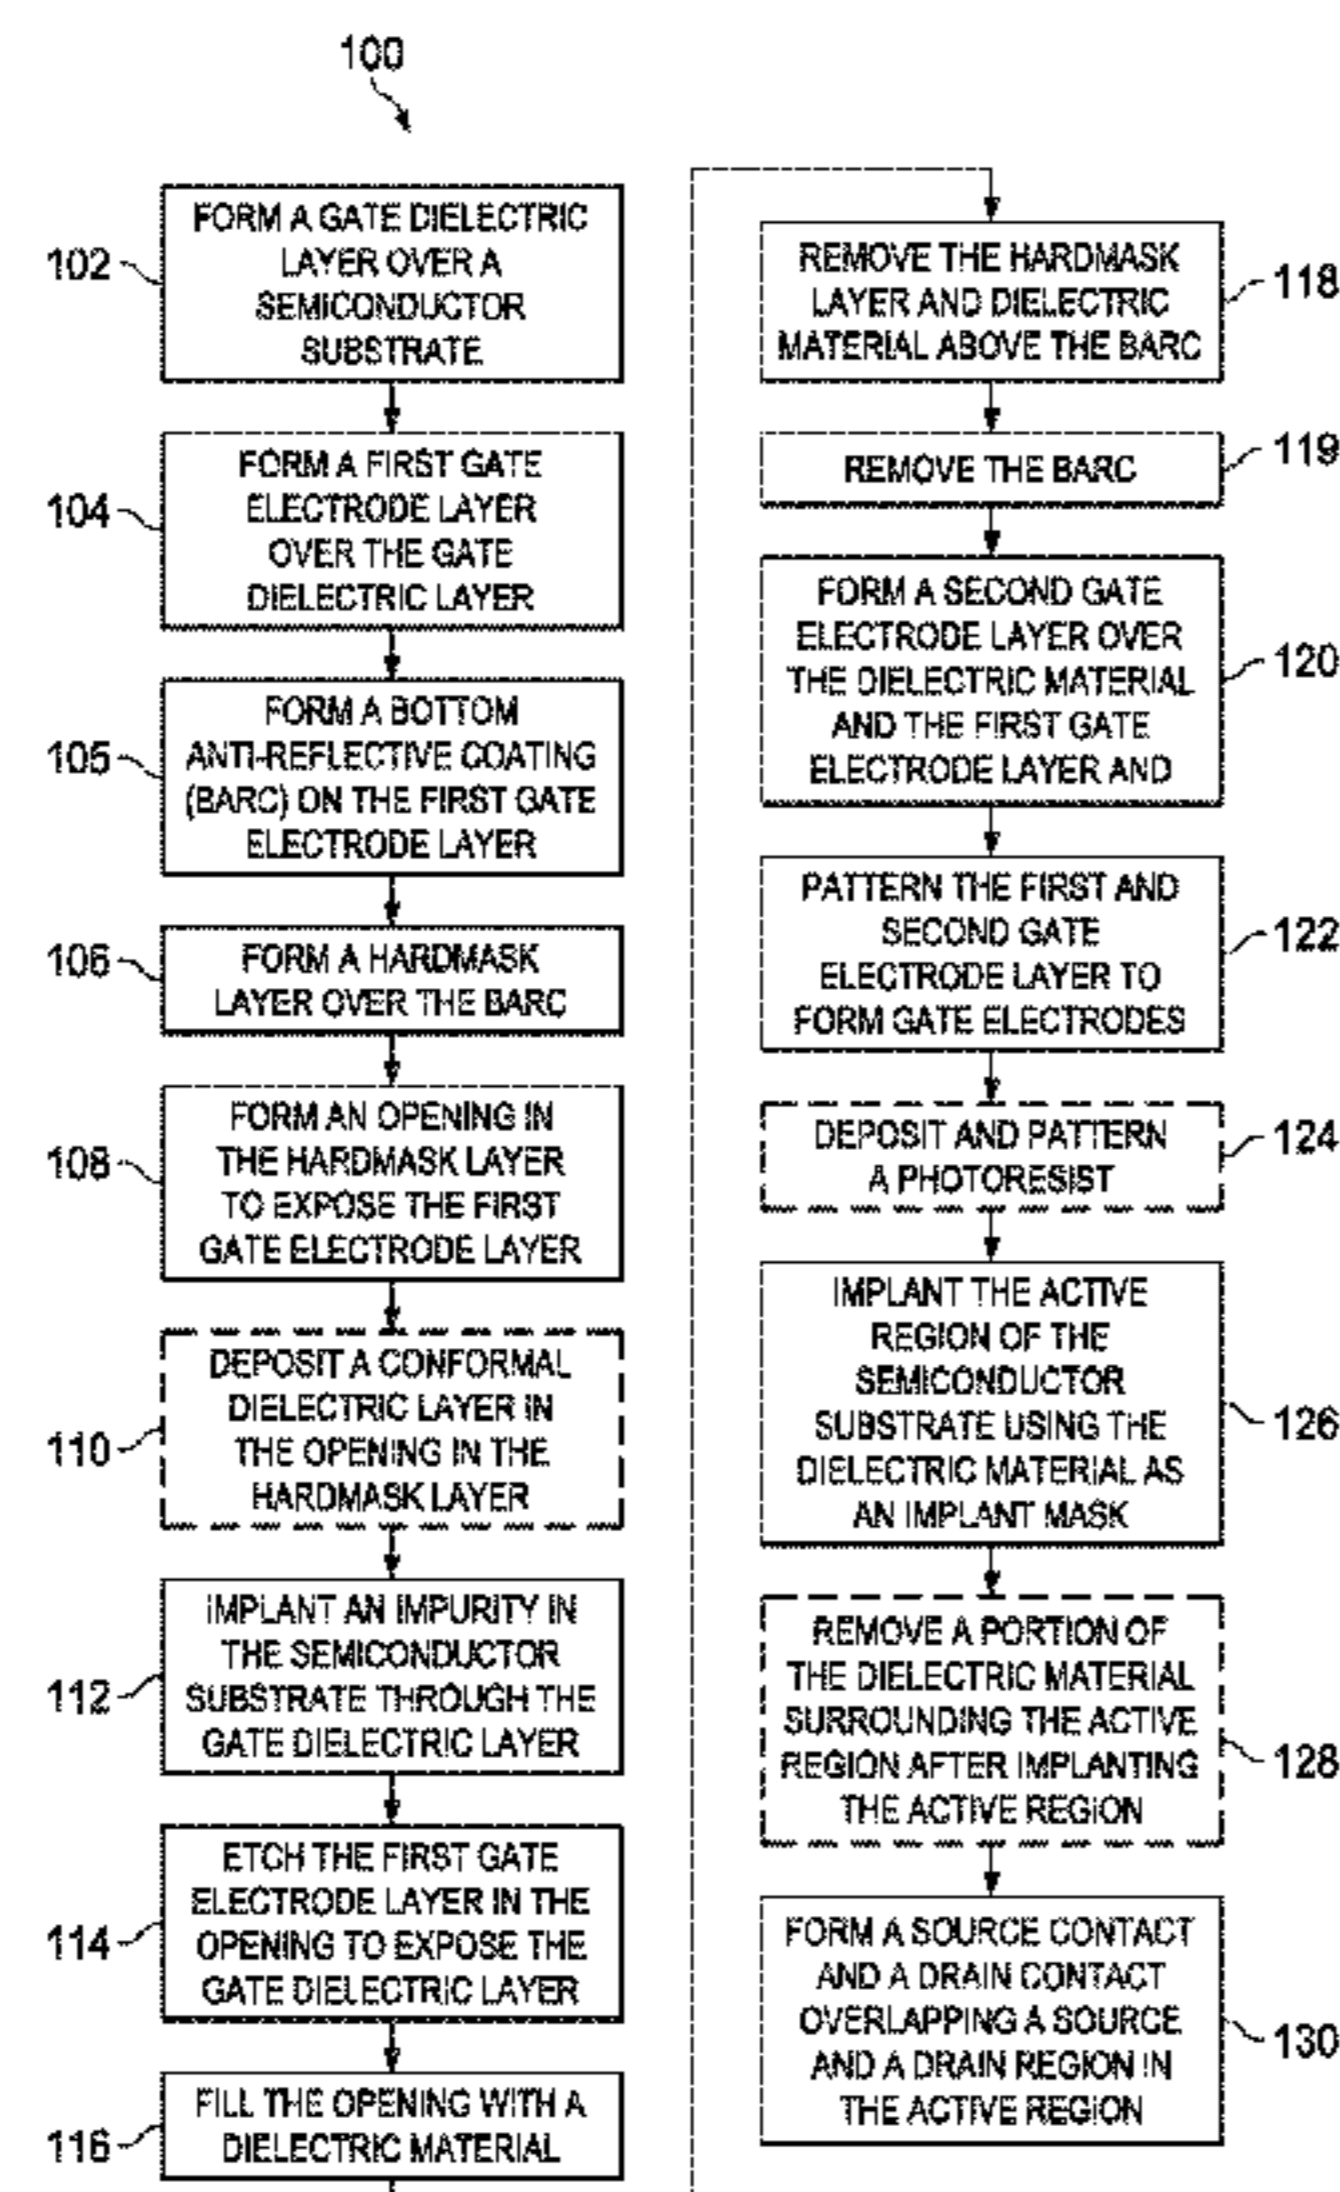 100
102
FORM A GATE DIELECTRIC
LAYER OVER A
SEMICONDUCTOR
SUBSTRATE
104
FORM A FIRST GATE
ELECTRODE LAYER
OVER THE GATE
DIELECTRIC LAYER
105
FORM A BOTTOM
ANTI-REFLECTIVE COATING
(BARC) ON THE FIRST GATE
ELECTRODE LAYER
106
FORM A HARDMASK
LAYER OVER THE BARC
108
FORM AN OPENING IN
THE HARDMASK LAYER
TO EXPOSE THE FIRST
GATE ELECTRODE LAYER
110
DEPOSIT A CONFORMAL
DIELECTRIC LAYER IN
THE OPENING IN THE
HARDMASK LAYER
112
IMPLANT AN IMPURITY IN
THE SEMICONDUCTOR
SUBSTRATE THROUGH THE
GATE DIELECTRIC LAYER
114
ETCH THE FIRST GATE
ELECTRODE LAYER IN THE
OPENING TO EXPOSE THE
GATE DIELECTRIC LAYER
116
FILL THE OPENING WITH A
DIELECTRIC MATERIAL
REMOVE THE HARDMASK
LAYER AND DIELECTRIC
MATERIAL ABOVE THE BARC
118
REMOVE THE BARC
119
FORM A SECOND GATE
ELECTRODE LAYER OVER
THE DIELECTRIC MATERIAL
AND THE FIRST GATE
ELECTRODE LAYER AND
120
PATTERN THE FIRST AND
SECOND GATE
ELECTRODE LAYER TO
FORM GATE ELECTRODES
122
DEPOSIT AND PATTERN
A PHOTORESIST
124
IMPLANT THE ACTIVE
REGION OF THE
SEMICONDUCTOR
SUBSTRATE USING THE
DIELECTRIC MATERIAL AS
AN IMPLANT MASK
126
REMOVE A PORTION OF
THE DIELECTRIC MATERIAL
SURROUNDING THE ACTIVE
REGION AFTER IMPLANTING
THE ACTIVE REGION
128
FORM A SOURCE CONTACT
AND A DRAIN CONTACT
OVERLAPPING A SOURCE
AND A DRAIN REGION IN
THE ACTIVE REGION
130